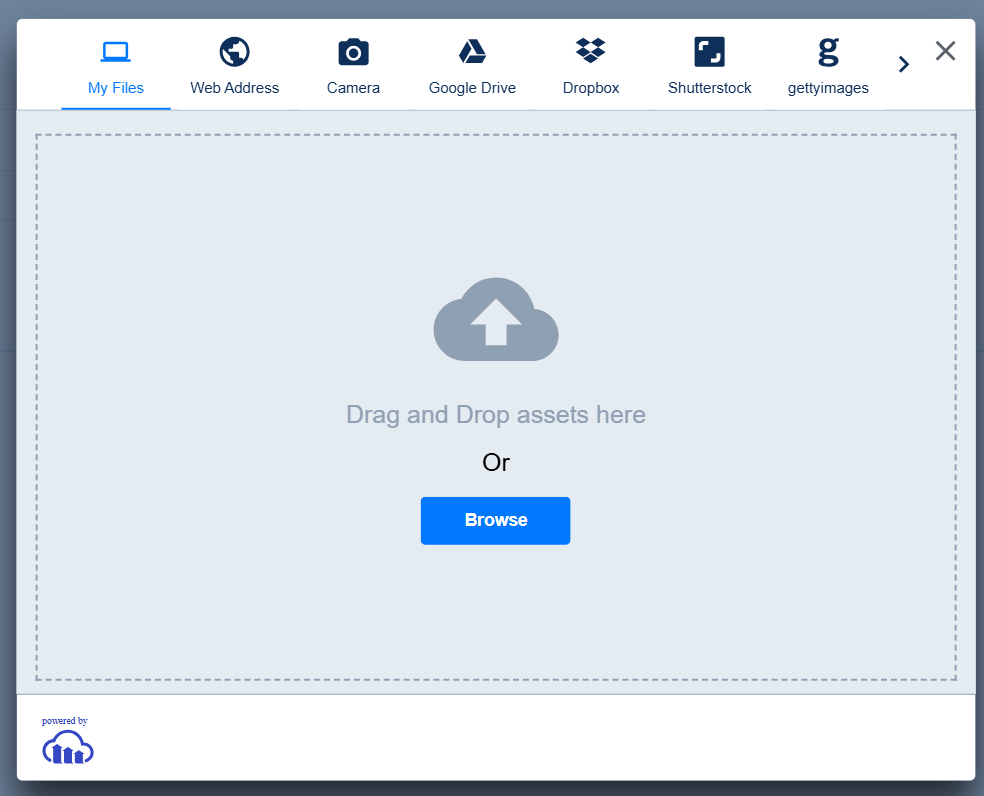 My Files
Web Address
Camera
Google Drive
Dropbox
Shutterstock
gettyimages
Drag and Drop assets here
Or
Browse
powered by